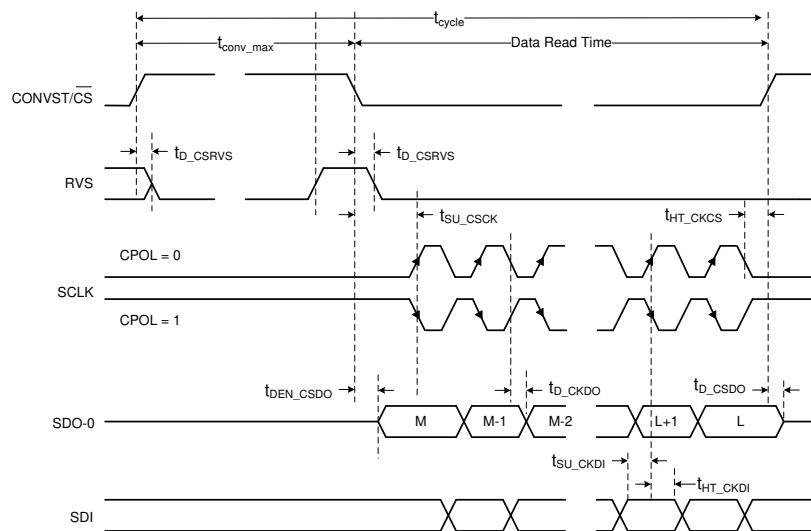 t_cycle
t_conv_max
Data Read Time
CONVST/C̅S̅
t_D_CSRVS
t_D_CSRVS
RVS
t_SU_CSCK
t_HT_CKCS
CPOL = 0
SCLK
CPOL = 1
t_DEN_CSDO
t_D_CKDO
t_D_CSDO
SDO-0
M
M-1
M-2
L+1
L
t_SU_CKDI
t_HT_CKDI
SDI